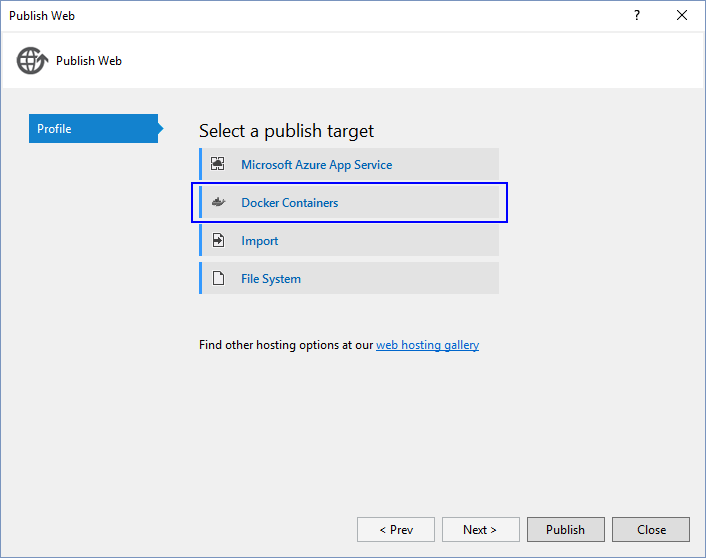 Publish Web
?
Publish Web
Profile
Select a publish target
Microsoft Azure App Service
Docker Containers
Import
File System
Find other hosting options at our web hosting gallery
< Prev
Next >
Publish
Close